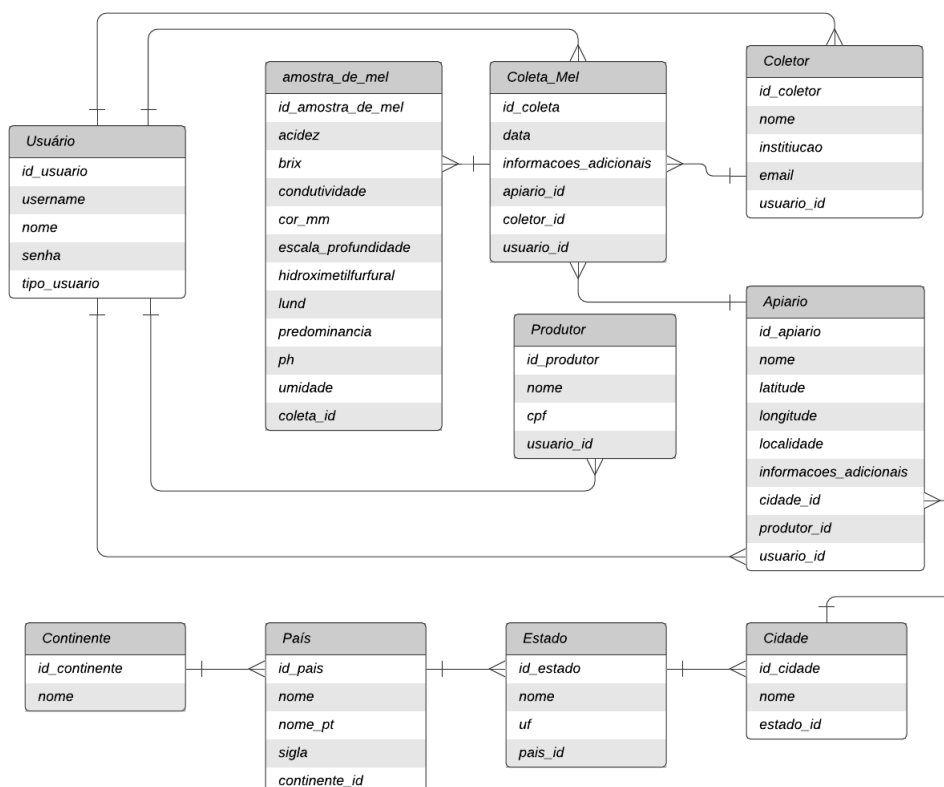 amostra_de_mel
id_amostra_de_mel
acidez
brix
condutividade
cor_mm
escala_profundidade
hidroximetilfurfural
lund
predominancia
ph
umidade
coleta_id
Coleta_Mel
id_coleta
data
informacoes_adicionais
apiario_id
coletor_id
usuario_id
Coletor
id_coletor
nome
institiucao
email
usuario_id
Usuário
id_usuario
username
nome
senha
tipo_usuario
Produtor
id_produtor
nome
cpf
usuario_id
Apiario
id_apiario
nome
latitude
longitude
localidade
informacoes_adicionais
cidade_id
produtor_id
usuario_id
Continente
id_continente
nome
País
id_pais
nome
nome_pt
sigla
continente_id
Estado
id_estado
nome
uf
pais_id
Cidade
id_cidade
nome
estado_id